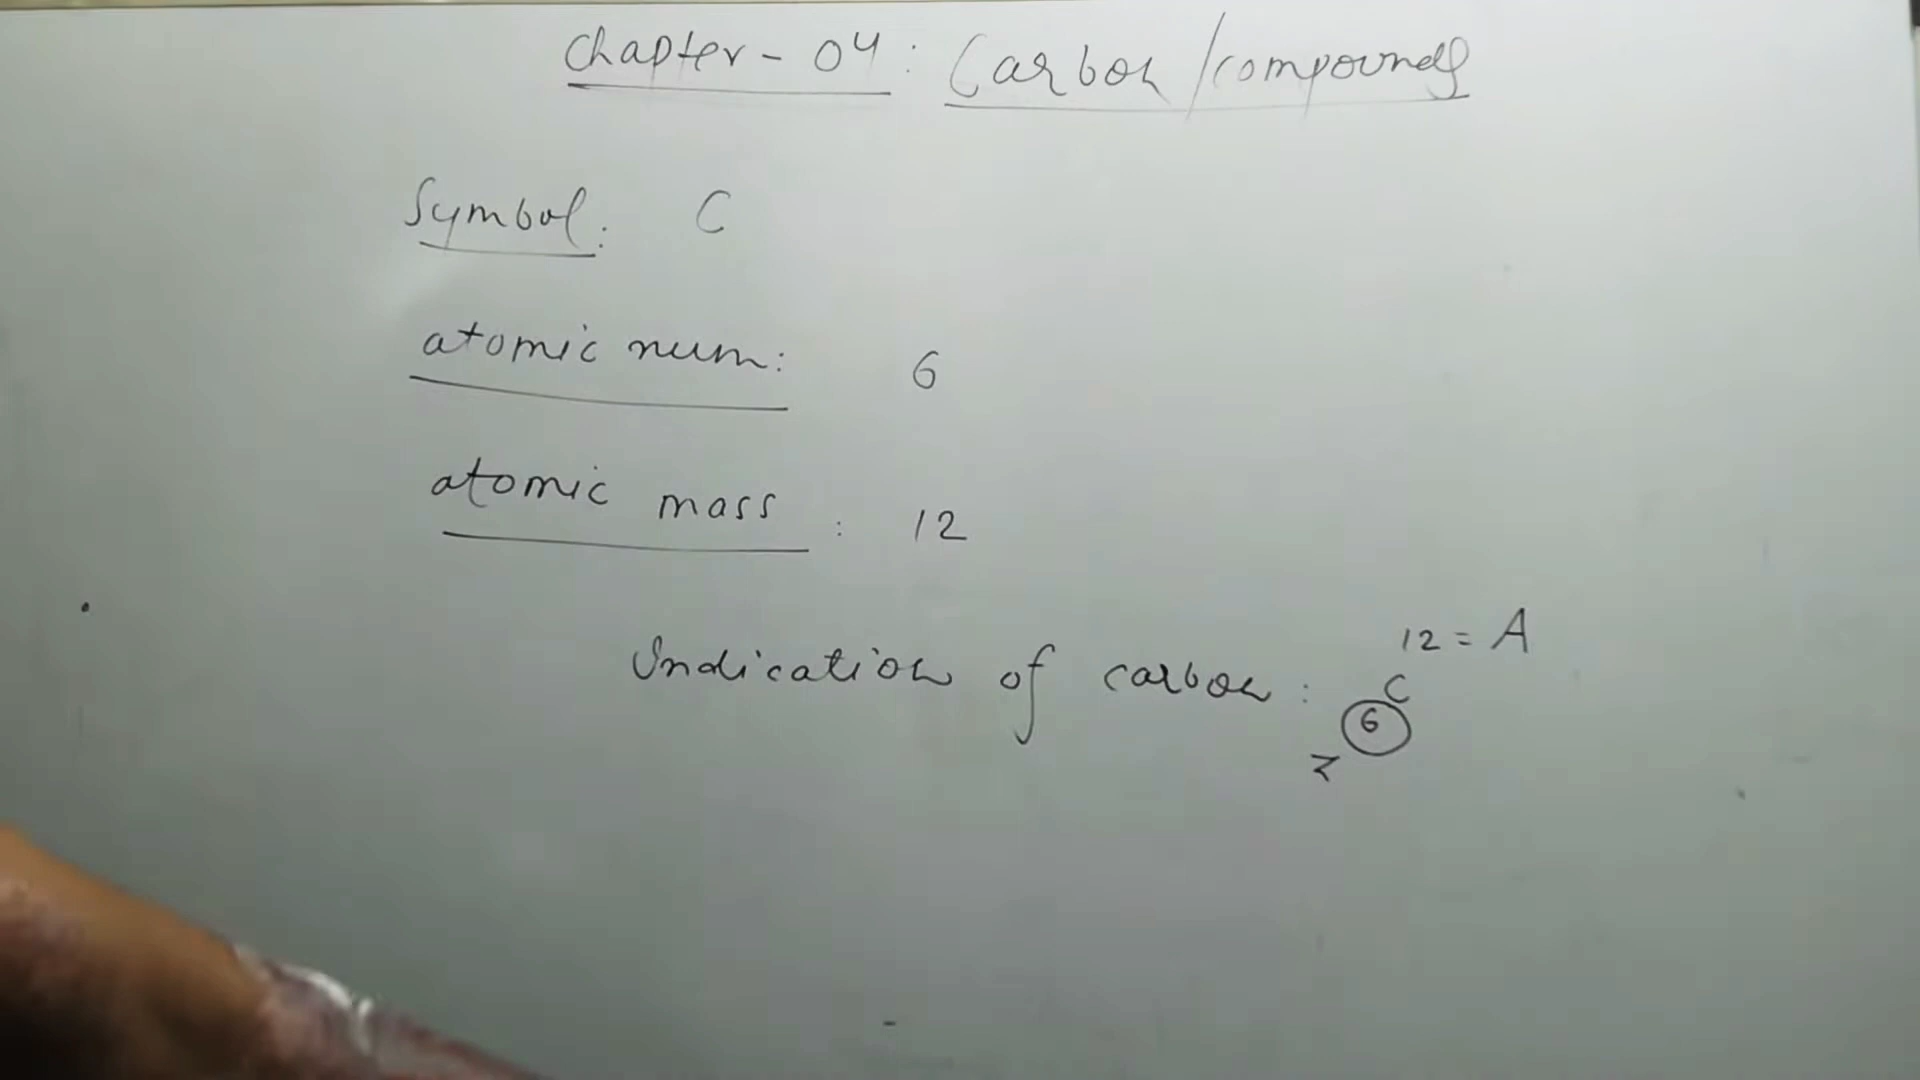 Chapter - 04 : Carbon / compounds
Symbol : C
atomic num : 6
atomic mass : 12
Indication of carbon :
12 = A
C
6
Z